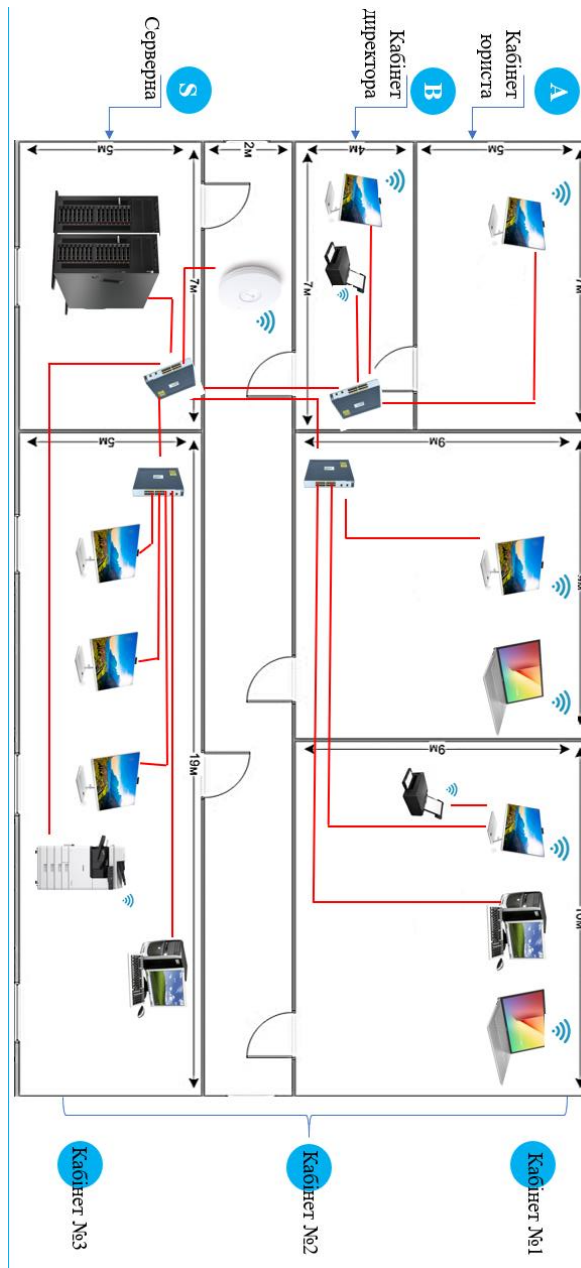 A
Кабінет
юриста
B
Кабінет
директора
S
Серверна
7м
10м
5м
9м
9м
4м
7м
2м
7м
19м
5м
5м
Кабінет №1
Кабінет №2
Кабінет №3